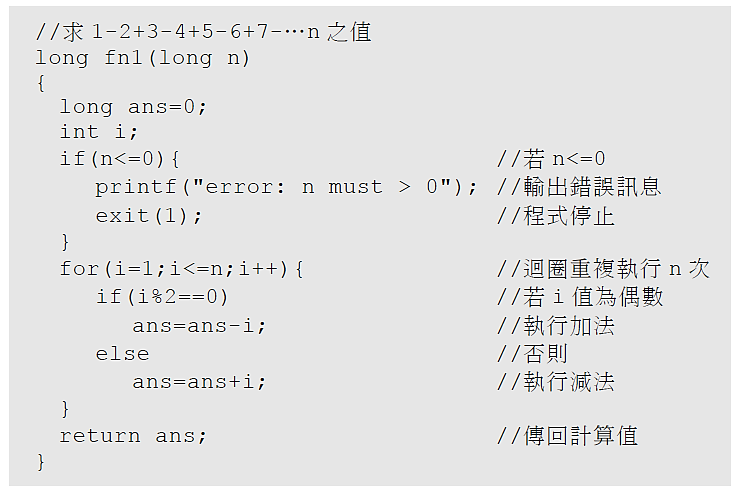 //求 1-2+3-4+5-6+7-…n 之值
long fn1(long n)
{
  long ans=0;
  int i;
  if(n<=0){ //若 n<=0
    printf("error: n must > 0"); //輸出錯誤訊息
    exit(1); //程式停止
  }
  for(i=1;i<=n;i++){ //迴圈重複執行 n 次
    if(i%2==0) //若 i 值為偶數
      ans=ans-i; //執行加法
    else //否則
      ans=ans+i; //執行減法
  }
  return ans; //傳回計算值
}